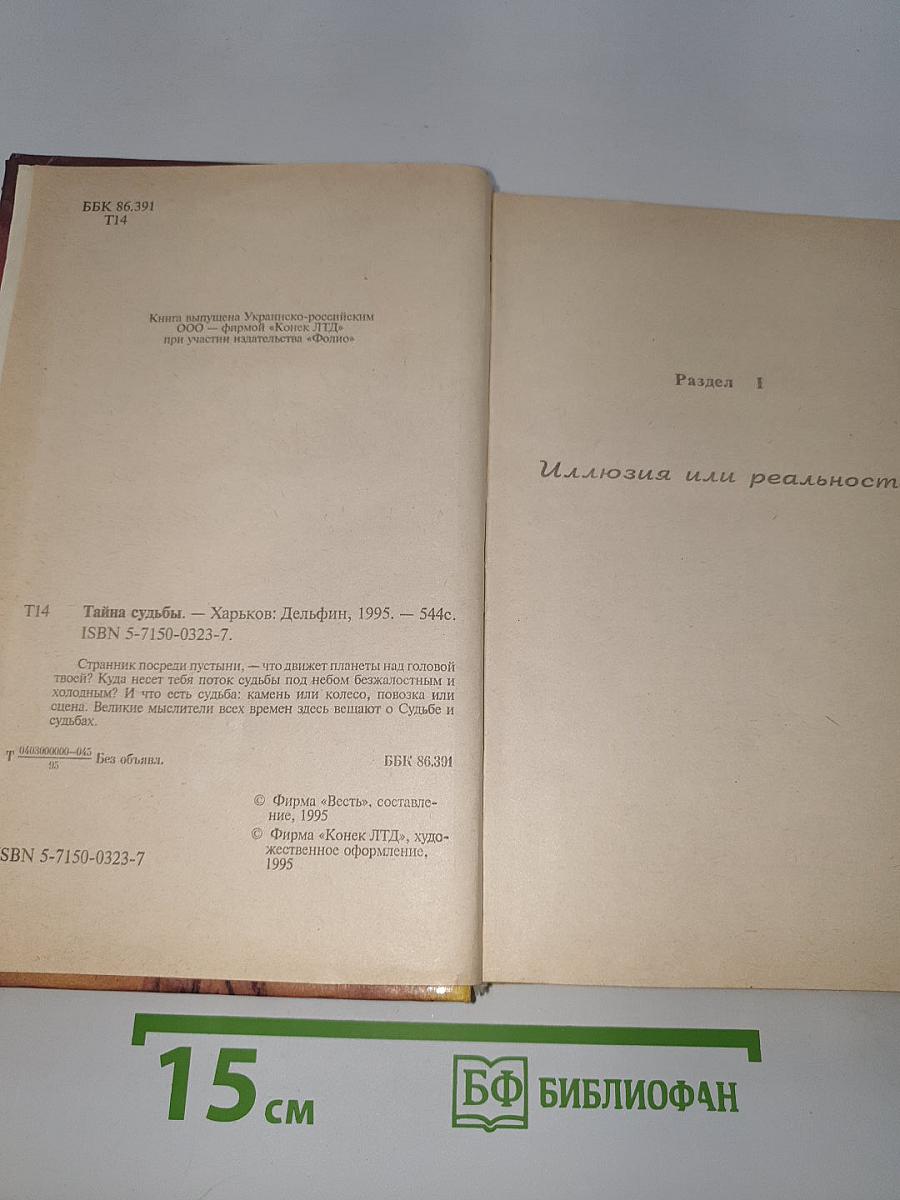 ББК 86.391
Т14
Книга выпущена Украинско-российским
ООО — фирмой «Конек ЛТД»
при участии издательства «Фолио»
Т14 Тайна судьбы. — Харьков: Дельфин, 1995. — 544с.
ISBN 5-7150-0323-7.
Странник посреди пустыни, — что движет планеты над головой
твоей? Куда несет тебя поток судьбы под небом безжалостным и
холодным? И что есть судьба: камень или колесо, повозка или
сцена. Великие мыслители всех времен здесь вещают о Судьбе и
судьбах.
Т 0403000000—045 Без объявл.
95
ББК 86.391
© Фирма «Весть», составле-
ние, 1995
© Фирма «Конек ЛТД», худо-
жественное оформление,
1995
SBN 5-7150-0323-7
Раздел I
Иллюзия или реальност
15 см
БФ БИБЛИОФАН